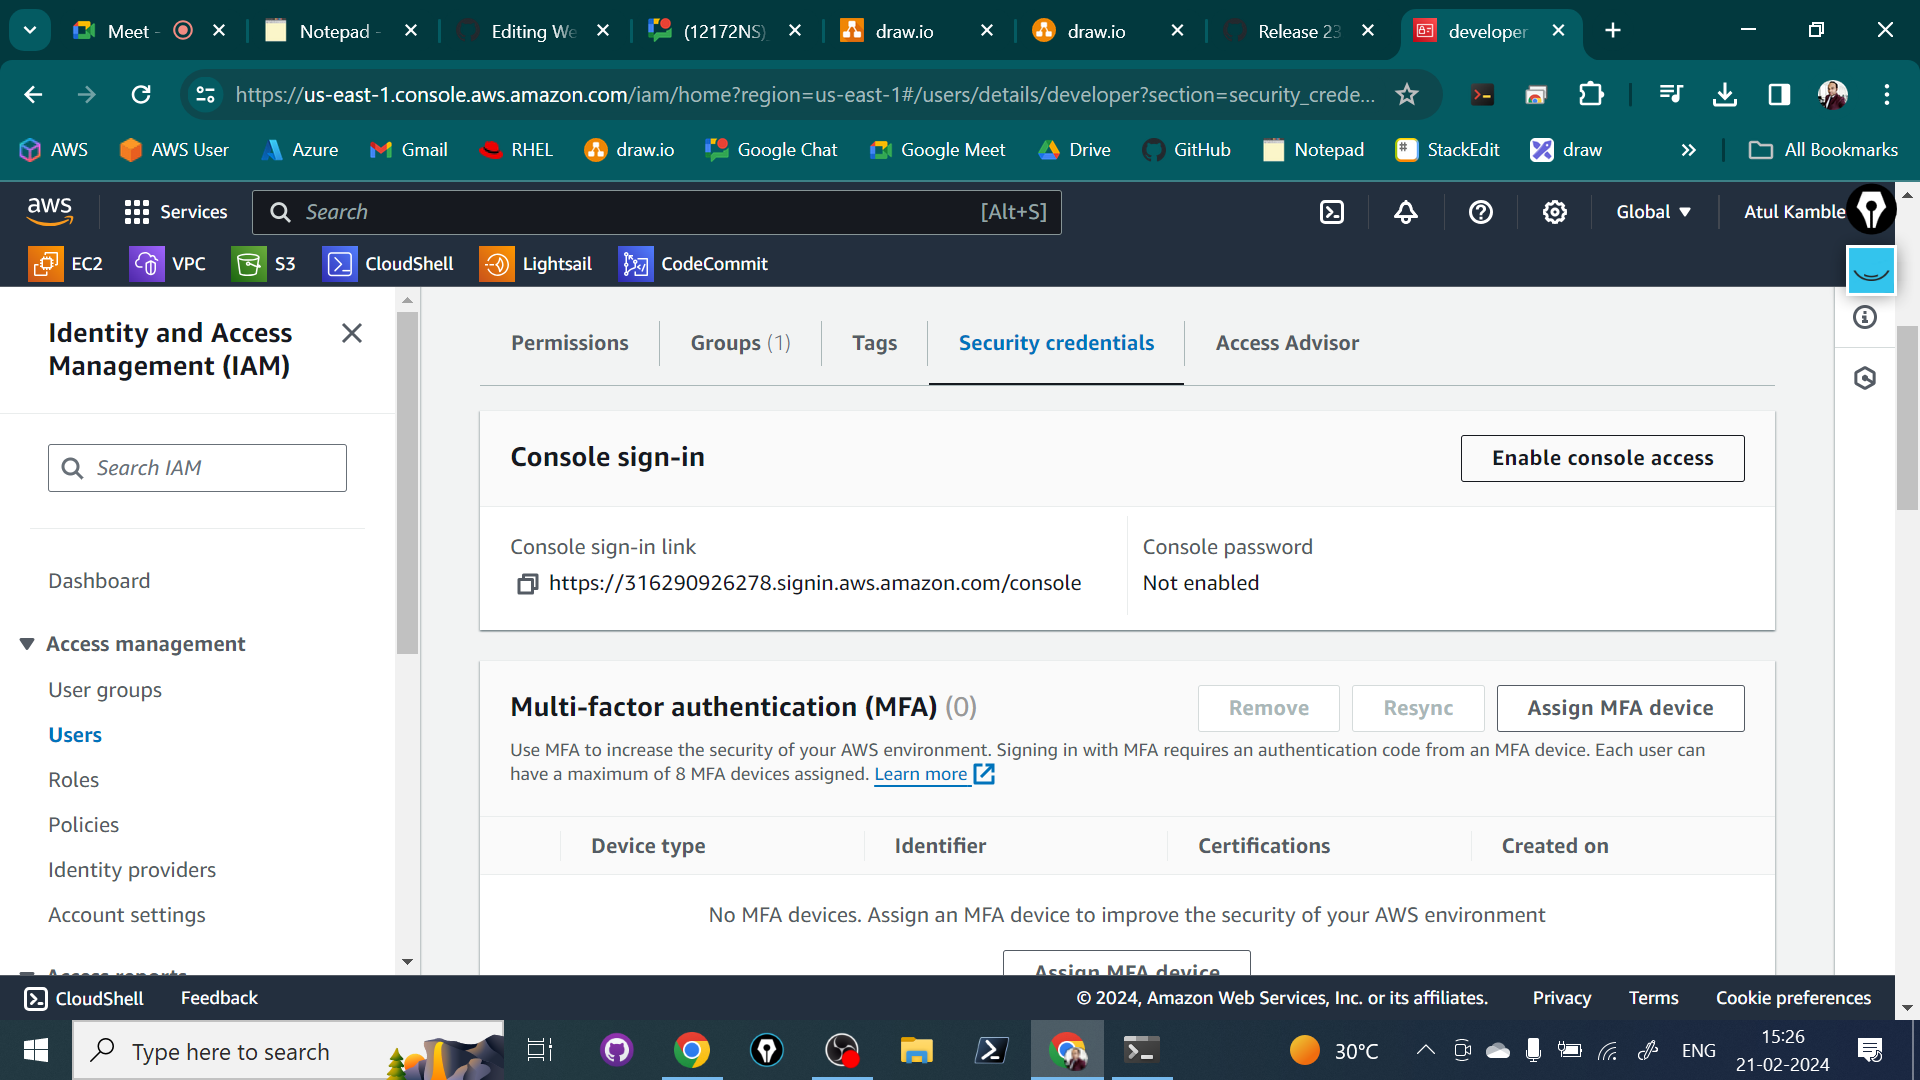 Meet -
Notepad -
Editing We
(12172NS)
draw.io
draw.io
Release 23
developer
https://us-east-1.console.aws.amazon.com/iam/home?region=us-east-1#/users/details/developer?section=security_crede...
AWS
AWS User
Azure
Gmail
RHEL
draw.io
Google Chat
Google Meet
Drive
GitHub
Notepad
StackEdit
draw
All Bookmarks
aws
Services
Search
[Alt+S]
Global
Atul Kamble
EC2
VPC
S3
CloudShell
Lightsail
CodeCommit
Identity and Access
Management (IAM)
Search IAM
Dashboard
Access management
User groups
Users
Roles
Policies
Identity providers
Account settings
Access reports
Permissions
Groups (1)
Tags
Security credentials
Access Advisor
Console sign-in
Enable console access
Console sign-in link
https://316290926278.signin.aws.amazon.com/console
Console password
Not enabled
Multi-factor authentication (MFA) (0)
Remove
Resync
Assign MFA device
Use MFA to increase the security of your AWS environment. Signing in with MFA requires an authentication code from an MFA device. Each user can
have a maximum of 8 MFA devices assigned. Learn more
Device type
Identifier
Certifications
Created on
No MFA devices. Assign an MFA device to improve the security of your AWS environment
Assign MFA device
CloudShell
Feedback
© 2024, Amazon Web Services, Inc. or its affiliates.
Privacy
Terms
Cookie preferences
Type here to search
30°C
ENG
15:26
21-02-2024